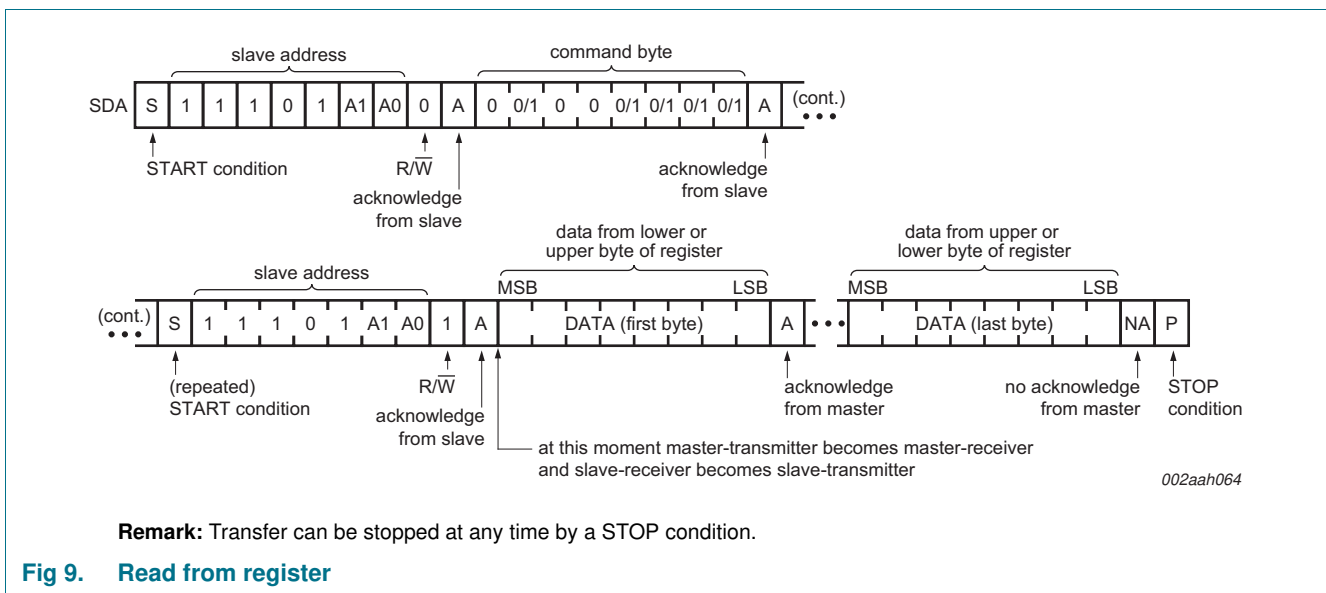 slave address command byte
SDA S 1 1 1 0 1 A1 A0 0 A 0 0/1 0 0 0/1 0/1 0/1 0/1 A (cont.)
START condition R/W̅ acknowledge from slave acknowledge from slave
data from lower or upper byte of register data from upper or lower byte of register
slave address MSB LSB MSB LSB
(cont.) S 1 1 1 0 1 A1 A0 1 A DATA (first byte) A DATA (last byte) NA P
(repeated) START condition R/W̅ acknowledge from slave acknowledge from master no acknowledge from master STOP condition
at this moment master-transmitter becomes master-receiver
and slave-receiver becomes slave-transmitter
002aah064
Remark: Transfer can be stopped at any time by a STOP condition.
Fig 9. Read from register